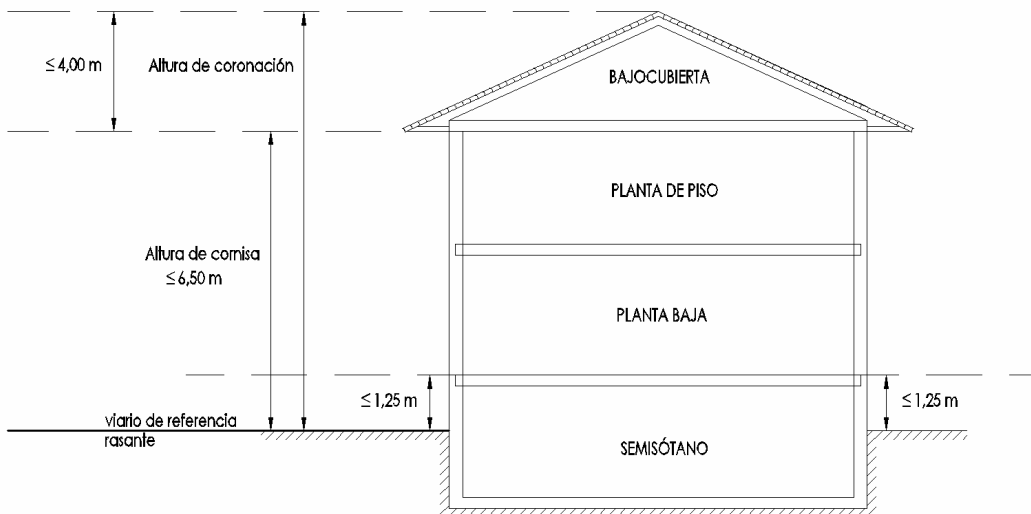 ≤ 4,00 m
Altura de coronación
BAJOCUBIERTA
PLANTA DE PISO
Altura de cornisa
≤ 6,50 m
PLANTA BAJA
≤ 1,25 m
≤ 1,25 m
viario de referencia
rasante
SEMISÓTANO